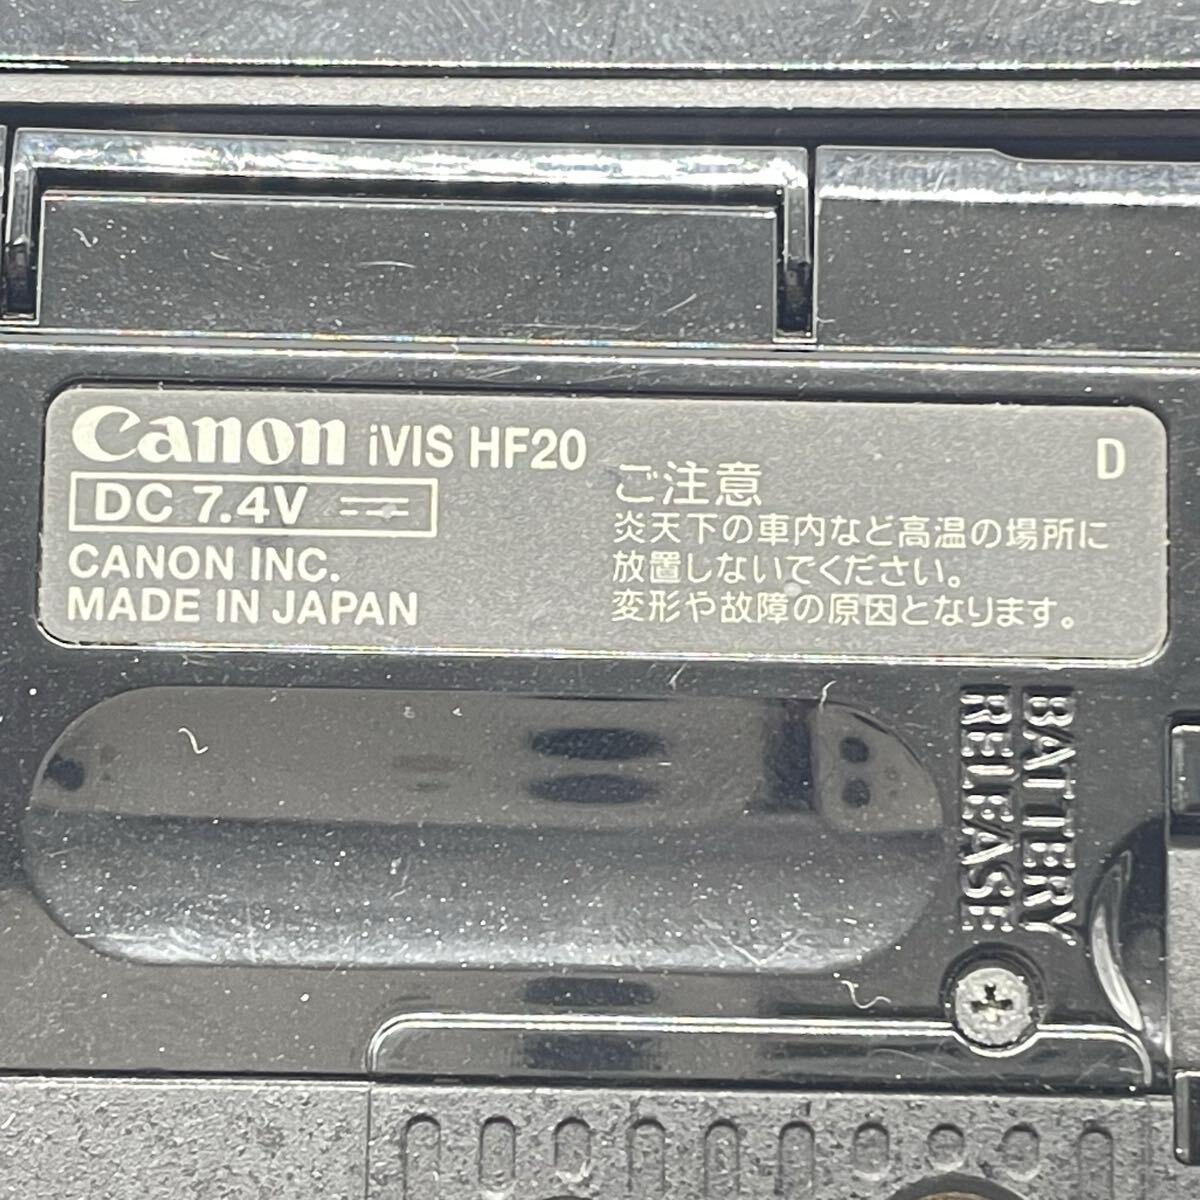 Canon iVIS HF20
D
DC 7.4V ⎓
CANON INC.
MADE IN JAPAN
ご注意
炎天下の車内など高温の場所に
放置しないでください。
変形や故障の原因となります。
BATTERY
RELEASE